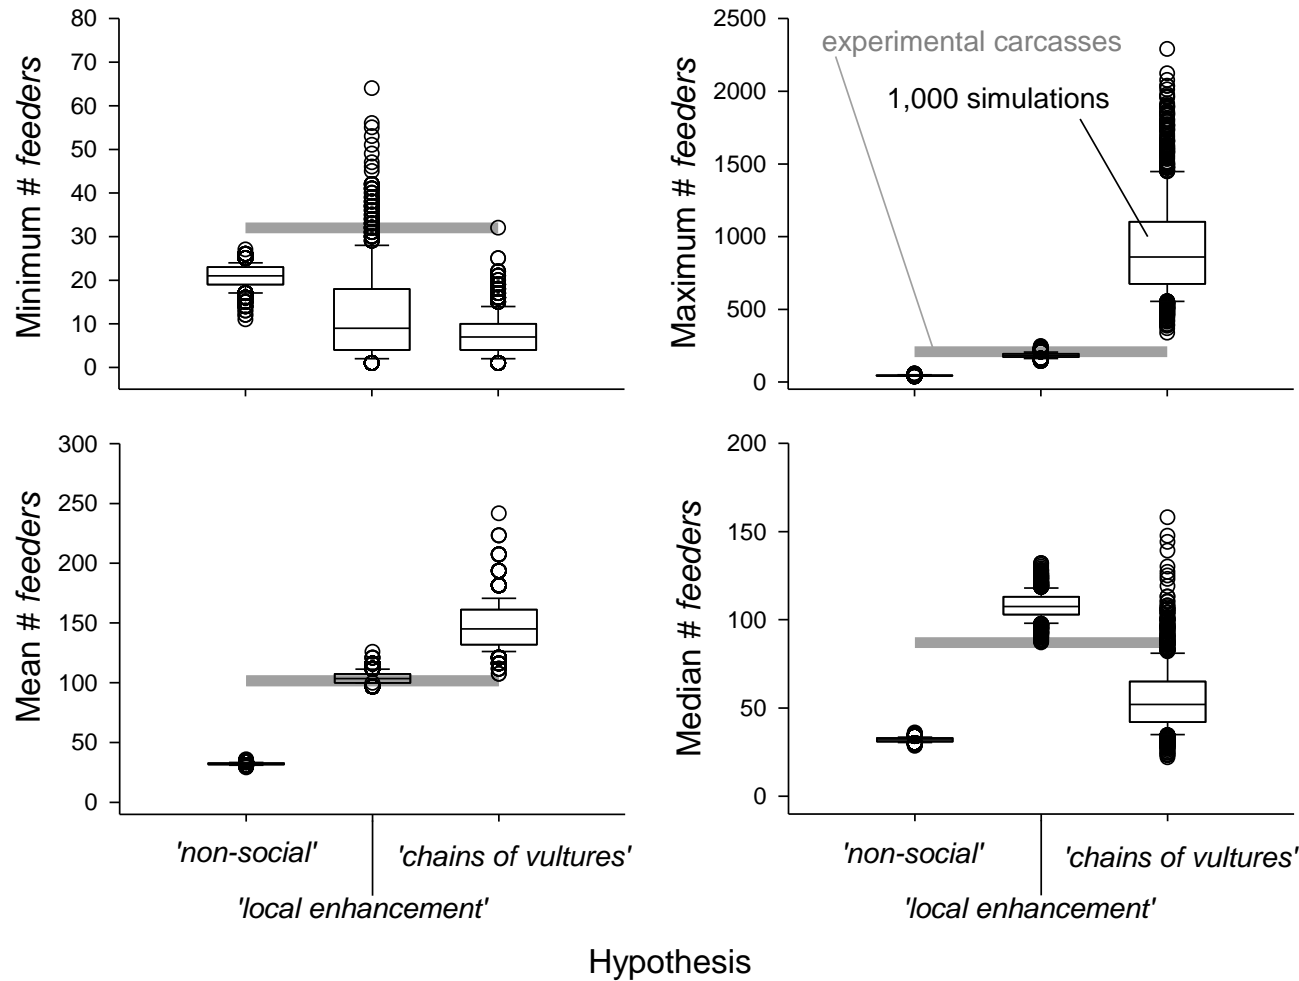 80
70
60
50
40
30
20
10
0
Minimum # feeders
2500
2000
1500
1000
500
0
Maximum # feeders
experimental carcasses
1,000 simulations
300
250
200
150
100
50
0
Mean # feeders
'non-social'
'chains of vultures'
'local enhancement'
200
150
100
50
0
Median # feeders
'non-social'
'chains of vultures'
'local enhancement'
Hypothesis